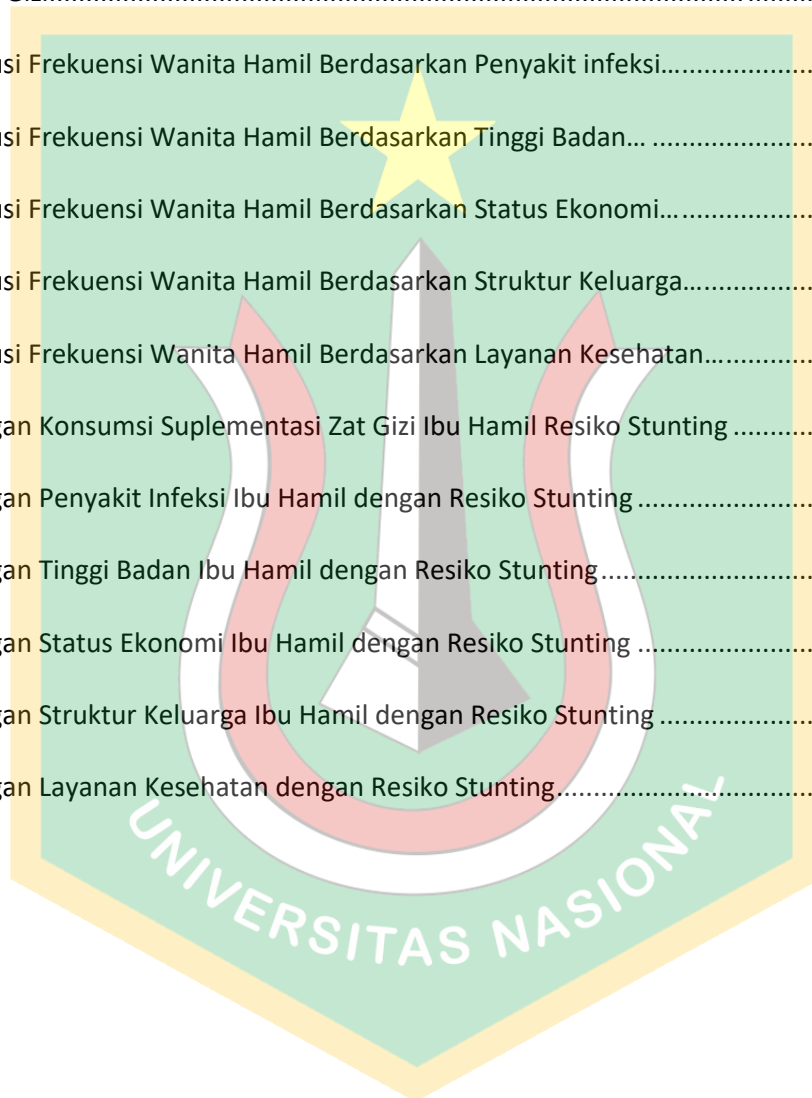 Gizi
si Frekuensi Wanita Hamil Berdasarkan Penyakit infeksi...
si Frekuensi Wanita Hamil Berdasarkan Tinggi Badan...
si Frekuensi Wanita Hamil Berdasarkan Status Ekonomi...
si Frekuensi Wanita Hamil Berdasarkan Struktur Keluarga...
si Frekuensi Wanita Hamil Berdasarkan Layanan Kesehatan...
gan Konsumsi Suplementasi Zat Gizi Ibu Hamil Resiko Stunting
gan Penyakit Infeksi Ibu Hamil dengan Resiko Stunting
gan Tinggi Badan Ibu Hamil dengan Resiko Stunting
gan Status Ekonomi Ibu Hamil dengan Resiko Stunting
gan Struktur Keluarga Ibu Hamil dengan Resiko Stunting
gan Layanan Kesehatan dengan Resiko Stunting
UNIVERSITAS NASIONAL